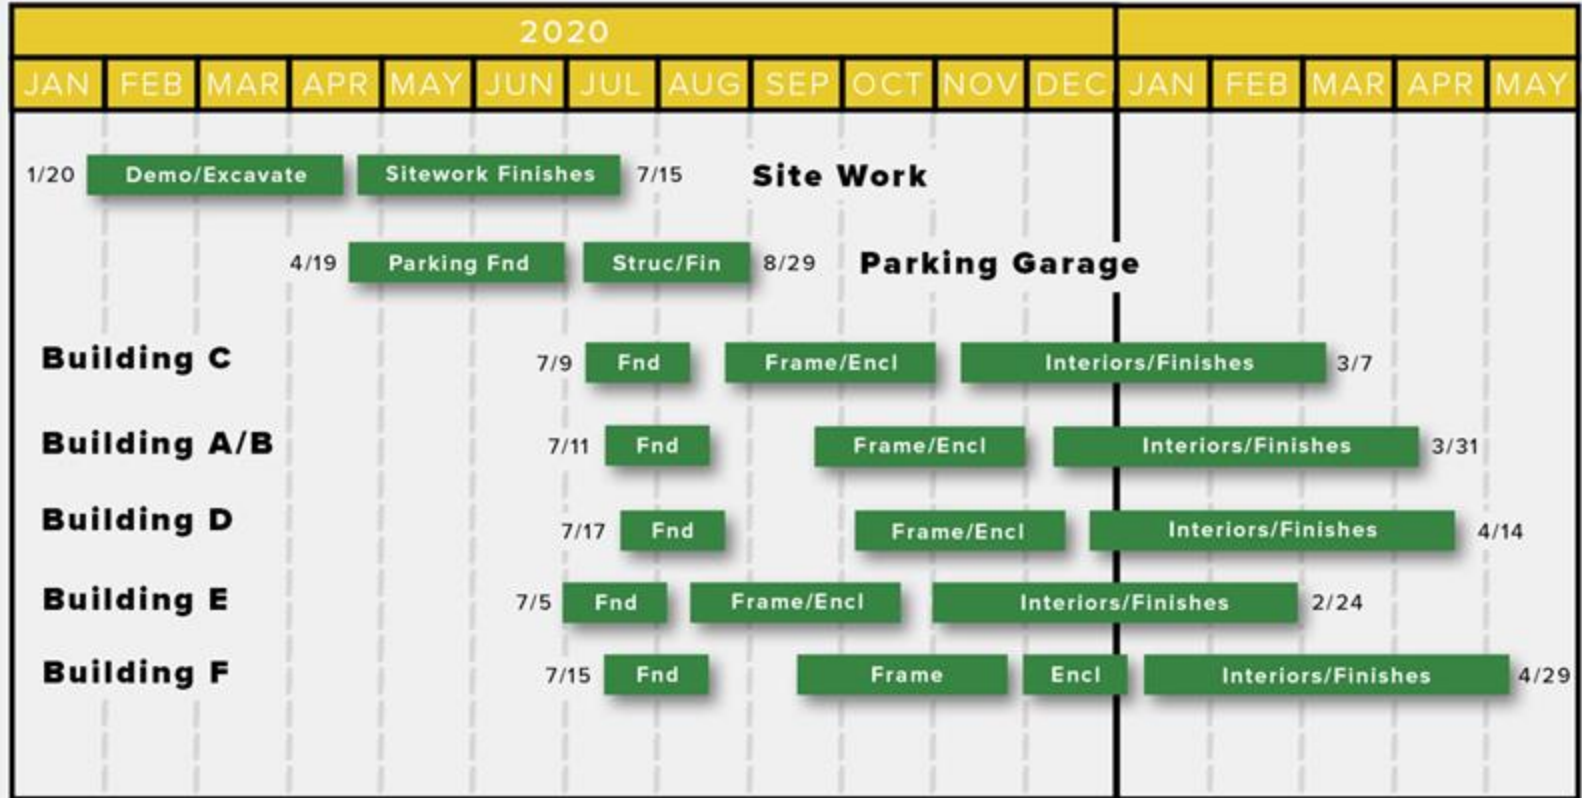 2020
JAN FEB MAR APR MAY JUN JUL AUG SEP OCT NOV DEC JAN FEB MAR APR MAY
1/20 Demo/Excavate Sitework Finishes 7/15 Site Work
4/19 Parking Fnd Struc/Fin 8/29 Parking Garage
Building C 7/9 Fnd Frame/Encl Interiors/Finishes 3/7
Building A/B 7/11 Fnd Frame/Encl Interiors/Finishes 3/31
Building D 7/17 Fnd Frame/Encl Interiors/Finishes 4/14
Building E 7/5 Fnd Frame/Encl Interiors/Finishes 2/24
Building F 7/15 Fnd Frame Encl Interiors/Finishes 4/29